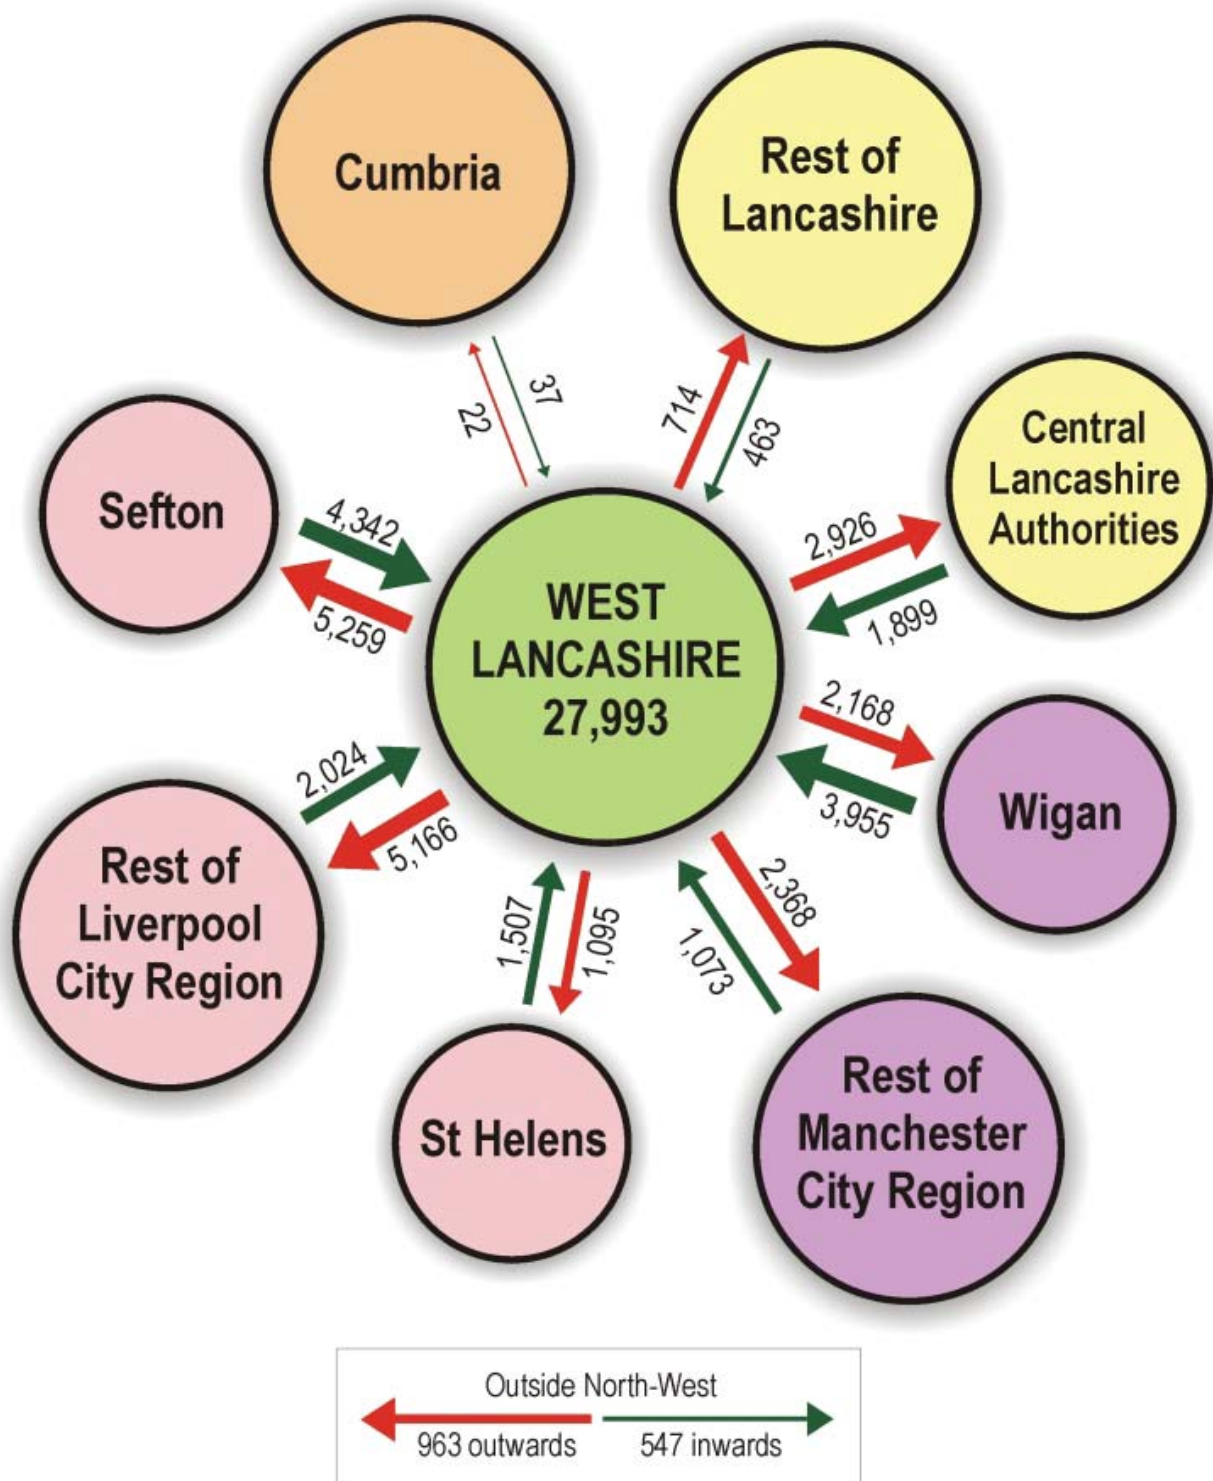 Cumbria
Rest of
Lancashire
37
22
714
463
Central
Lancashire
Authorities
Sefton
4,342
5,259
2,926
1,899
WEST
LANCASHIRE
27,993
2,168
3,955
Wigan
2,024
5,166
Rest of
Liverpool
City Region
1,507
1,095
2,368
1,073
St Helens
Rest of
Manchester
City Region
Outside North-West
963 outwards
547 inwards